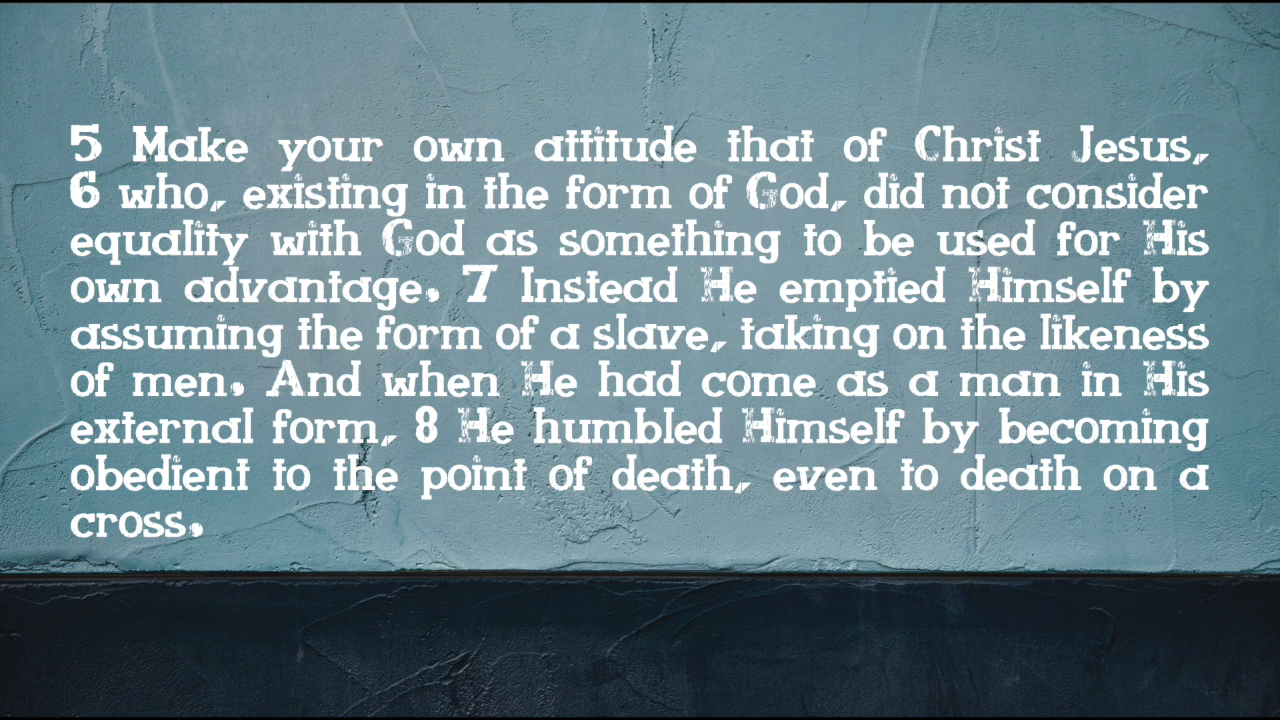 5 Make your own attitude that of Christ Jesus,
6 who, existing in the form of God, did not consider
equality with God as something to be used for His
own advantage. 7 Instead He emptied Himself by
assuming the form of a slave, taking on the likeness
of men. And when He had come as a man in His
external form, 8 He humbled Himself by becoming
obedient to the point of death, even to death on a
cross.